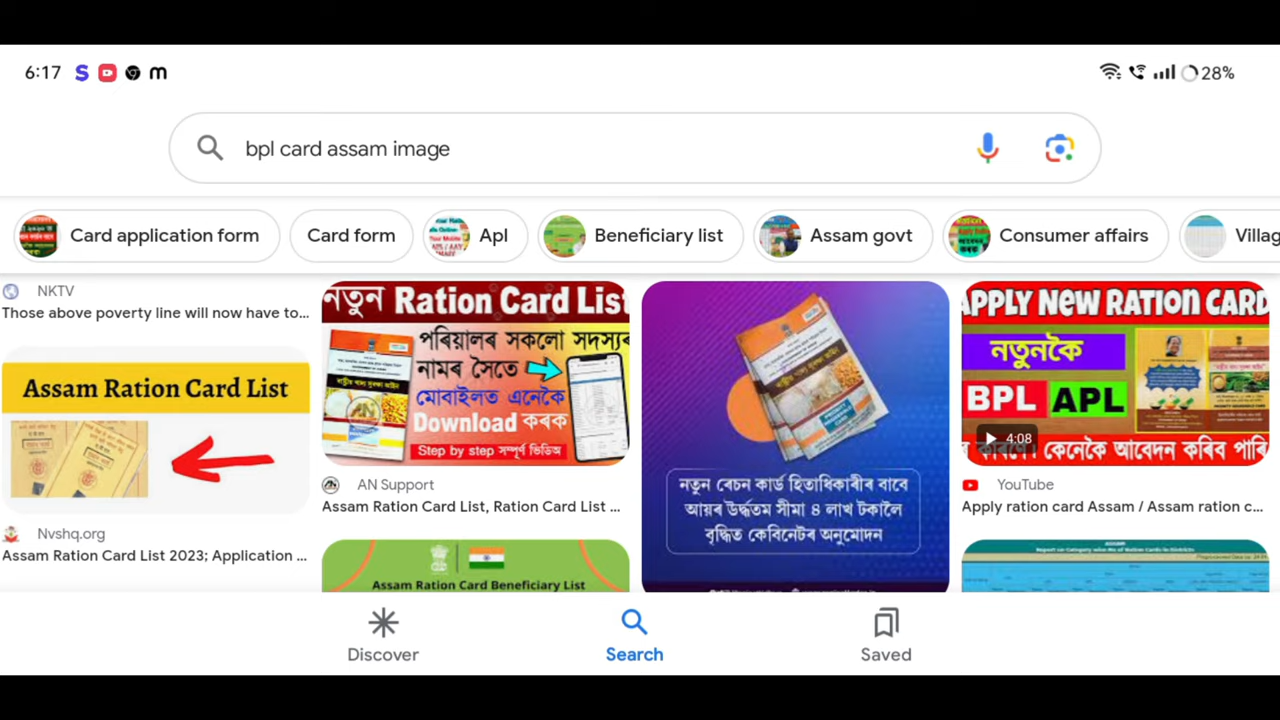 6:17
28%
bpl card assam image
Card application form
Card form
Apl
Beneficiary list
Assam govt
Consumer affairs
Villag
NKTV
Those above poverty line will now have to...
Assam Ration Card List
Nvshq.org
Assam Ration Card List 2023; Application ...
নতুন Ration Card List
পৰিয়ালৰ সকলো সদস্যৰ
নামৰ সৈতে
মোবাইলত এনেকৈ
Download কৰক
Step by step সম্পূৰ্ণ ভিডিঅ
AN Support
Assam Ration Card List, Ration Card List ...
Assam Ration Card Beneficiary List
নতুন ৰেচন কাৰ্ড হিতাধিকাৰীৰ বাবে
আয়ৰ উৰ্দ্ধতম সীমা ৪ লাখ টকালৈ
বৃদ্ধিত কেবিনেটৰ অনুমোদন
APPLY NEW RATION CARD
নতুনকৈ
BPL APL
4:08
কেনেকৈ আবেদন কৰিব পাৰি
YouTube
Apply ration card Assam / Assam ration c...
Discover
Search
Saved